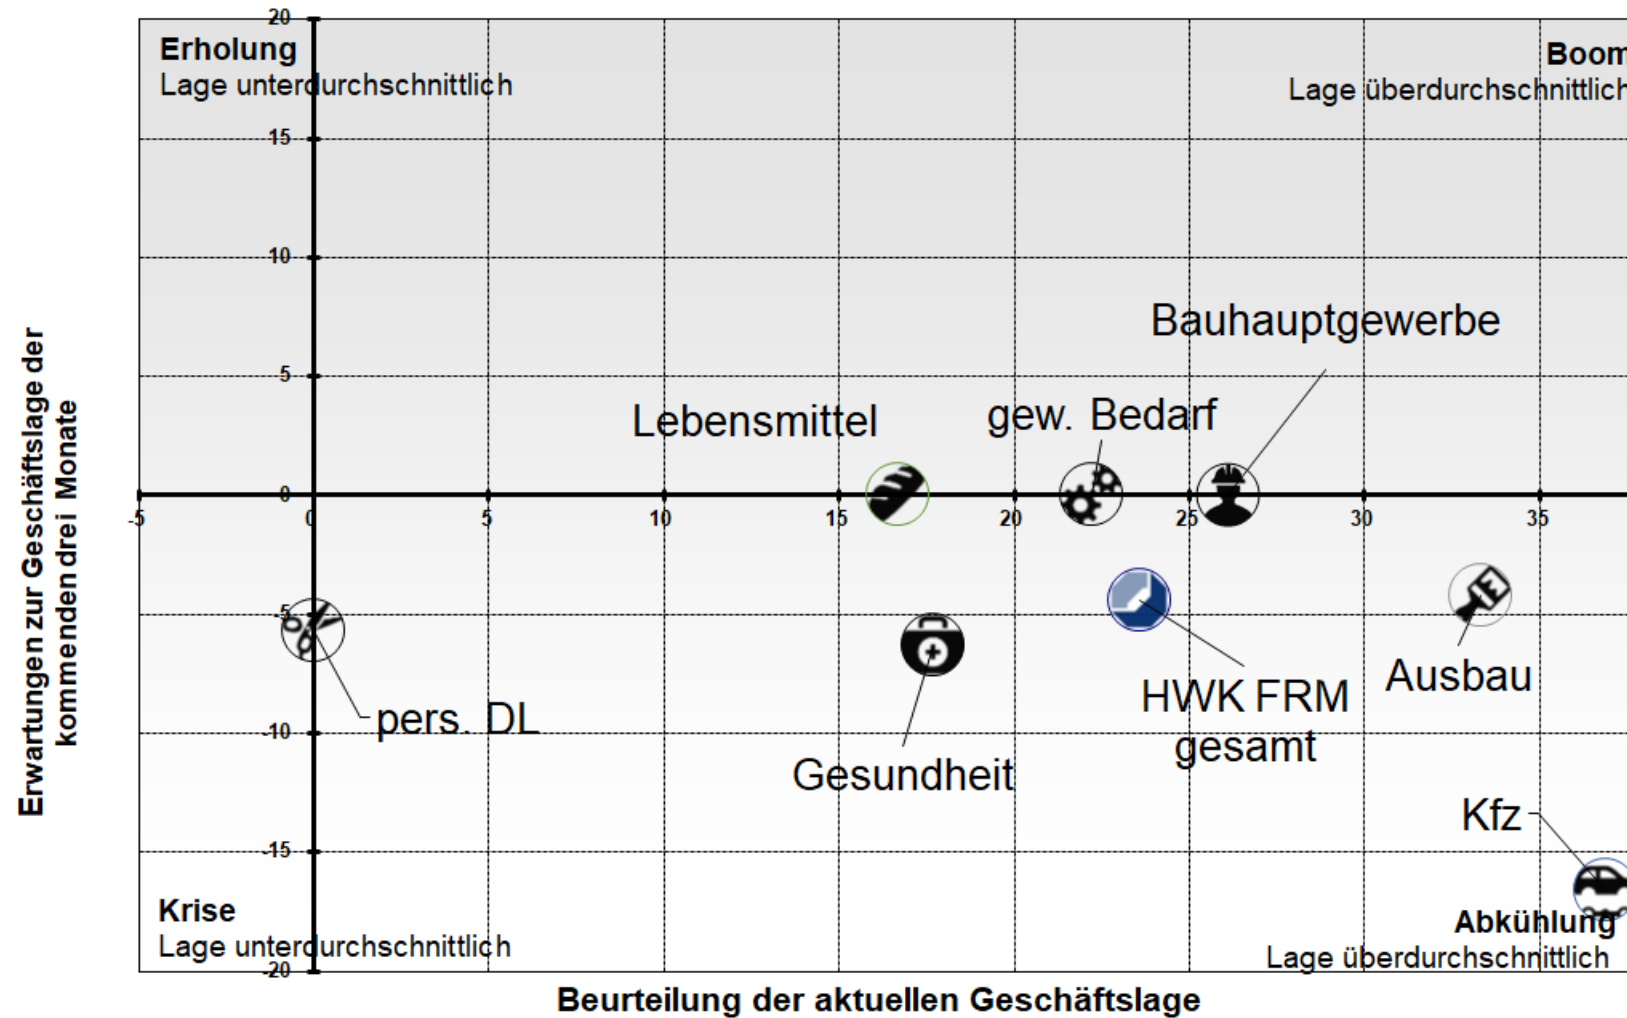 20
Erholung
Lage unterdurchschnittlich
Boom
Lage überdurchschnittlich
15
10
5
0
-5
-10
-15
-20
-5 0 5 10 15 20 25 30 35
Erwartungen zur Geschäftslage der
kommenden drei Monate
Bauhauptgewerbe
Lebensmittel
gew. Bedarf
pers. DL
Gesundheit
HWK FRM
gesamt
Ausbau
Kfz
Krise
Lage unterdurchschnittlich
Abkühlung
Lage überdurchschnittlich
Beurteilung der aktuellen Geschäftslage